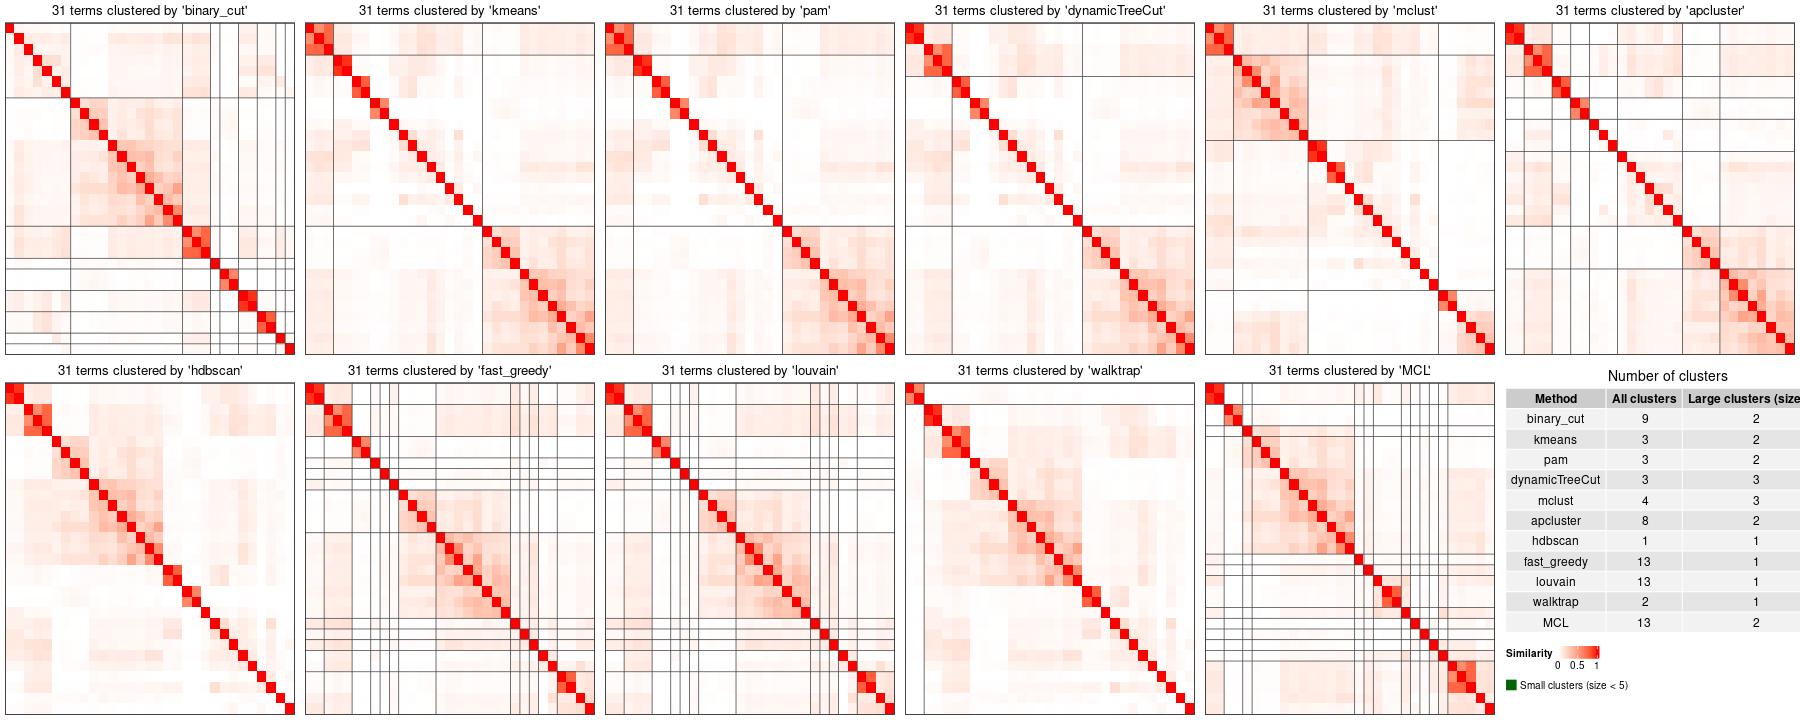 31 terms clustered by 'binary_cut'
31 terms clustered by 'kmeans'
31 terms clustered by 'pam'
31 terms clustered by 'dynamicTreeCut'
31 terms clustered by 'mclust'
31 terms clustered by 'apcluster'
31 terms clustered by 'hdbscan'
31 terms clustered by 'fast_greedy'
31 terms clustered by 'louvain'
31 terms clustered by 'walktrap'
31 terms clustered by 'MCL'
Number of clusters
Method All clusters Large clusters (size
binary_cut 9 2
kmeans 3 2
pam 3 2
dynamicTreeCut 3 3
mclust 4 3
apcluster 8 2
hdbscan 1 1
fast_greedy 13 1
louvain 13 1
walktrap 2 1
MCL 13 2
Similarity
0 0.5 1
Small clusters (size < 5)